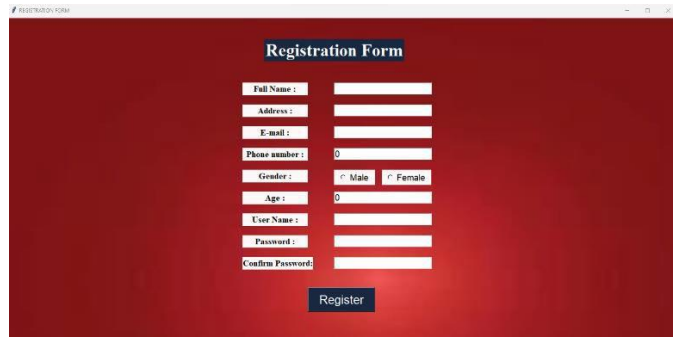 REGISTRATION FORM
Registration Form
Full Name :
Address :
E-mail :
Phone number : 0
Gender : Male Female
Age : 0
User Name :
Password :
Confirm Password:
Register